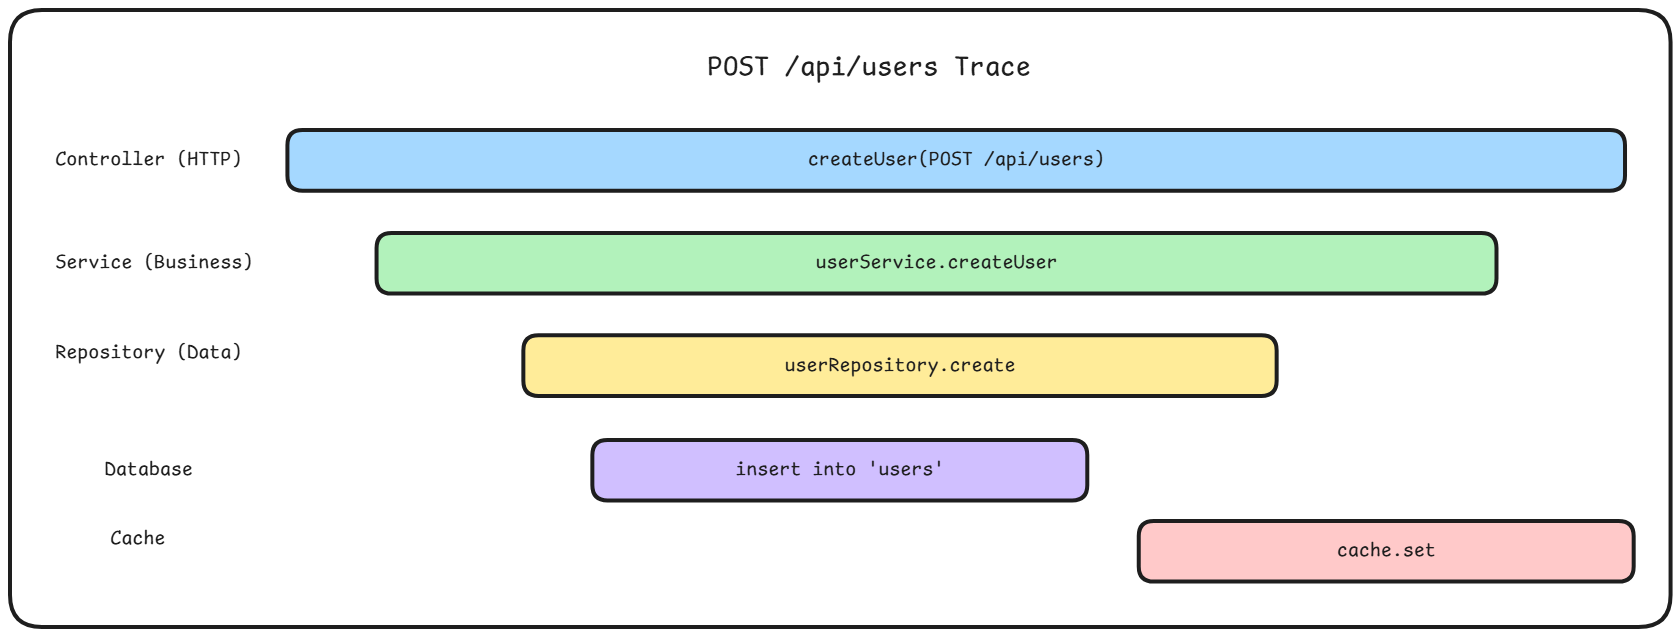 POST /api/users Trace
Controller (HTTP)
createUser(POST /api/users)
Service (Business)
userService.createUser
Repository (Data)
userRepository.create
Database
insert into 'users'
Cache
cache.set